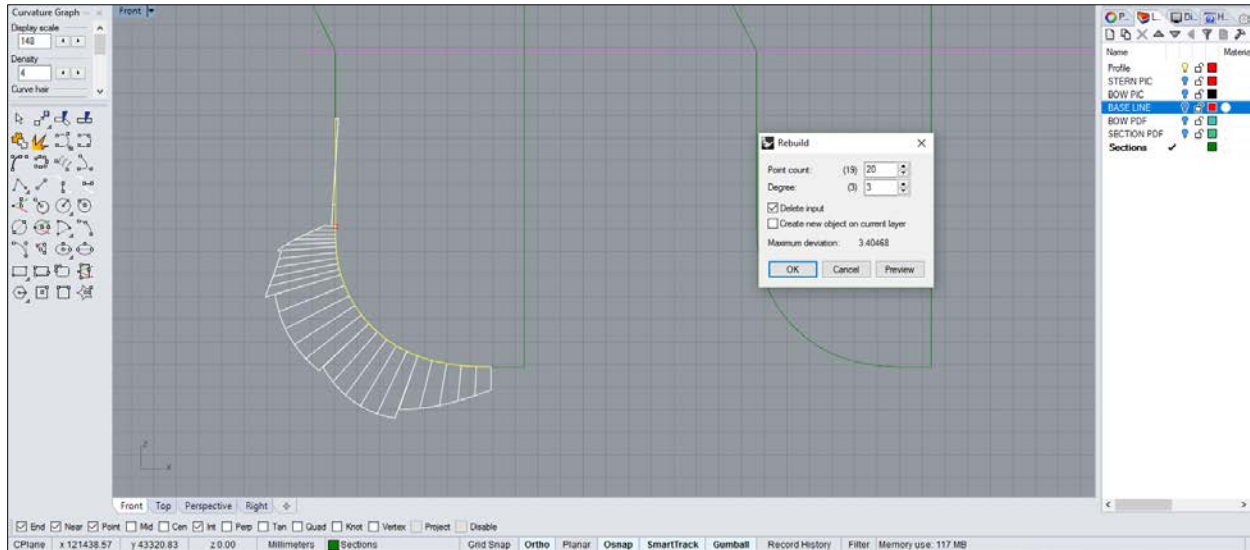 Curvature Graph
Display scale
148
Density
4
Curve hair
Front
Rebuild
Point count: (19) 20
Degree: (3) 3
Delete input
Create new object on current layer
Maximum deviation: 3.40468
OK Cancel Preview
P... L... Di... H...
Name Material
Profile
STERN PIC
BOW PIC
BASE LINE
BOW PDF
SECTION PDF
Sections
z
x
Front Top Perspective Right
End Near Point Mid Cen Int Perp Tan Quad Knot Vertex Project Disable
CPlane x 121438.57 y 43320.83 z 0.00 Millimeters Sections Grid Snap Ortho Planar Osnap SmartTrack Gumball Record History Filter Memory use: 117 MB